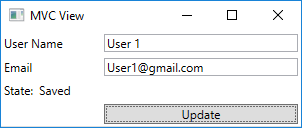 MVC View
User Name User 1
Email User1@gmail.com
State: Saved
Update